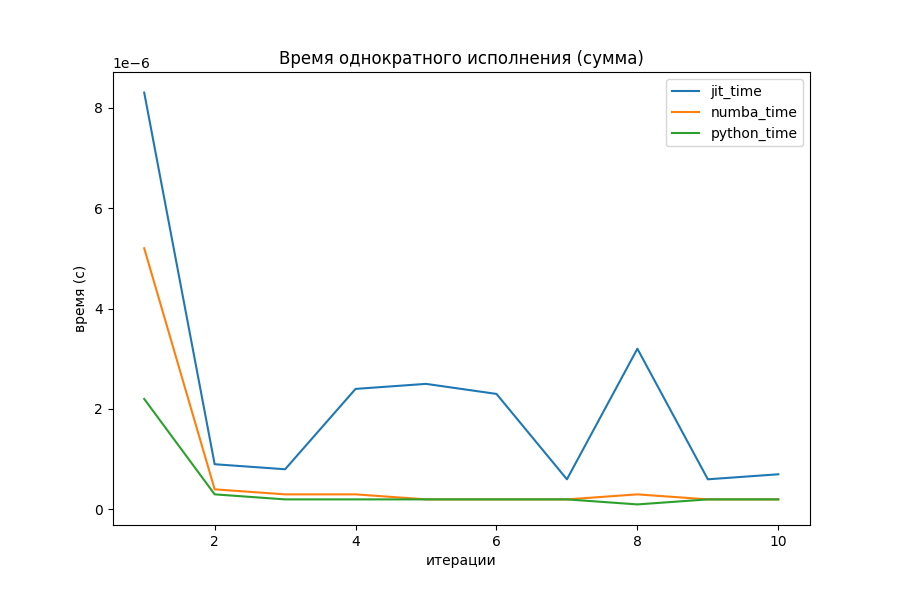 Время однократного исполнения (сумма)
1e−6
jit_time
numba_time
python_time
8
6
4
2
0
время (с)
2 4 6 8 10
итерации